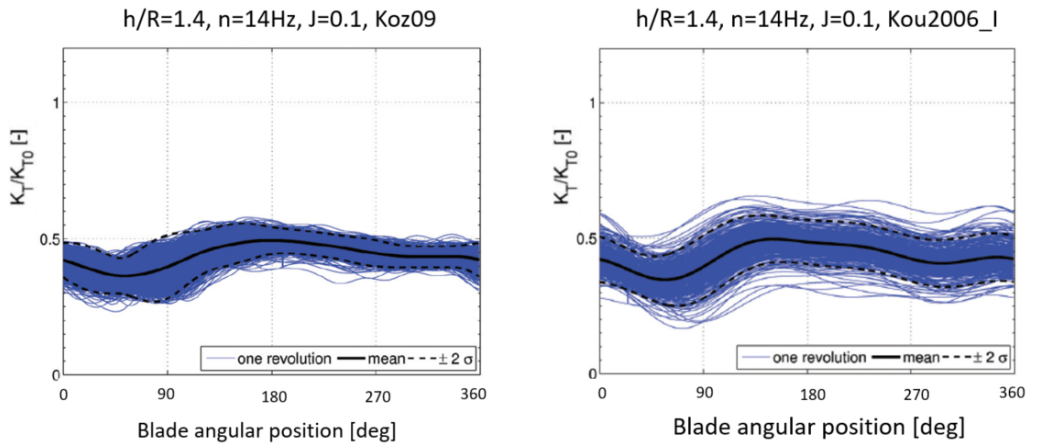 h/R=1.4, n=14Hz, J=0.1, Koz09
1
0.5
0
K_T/K_T0 [-]
one revolution mean ± 2 σ
0 90 180 270 360
Blade angular position [deg]
h/R=1.4, n=14Hz, J=0.1, Kou2006_I
1
0.5
0
K_T/K_T0 [-]
one revolution mean ± 2 σ
0 90 180 270 360
Blade angular position [deg]